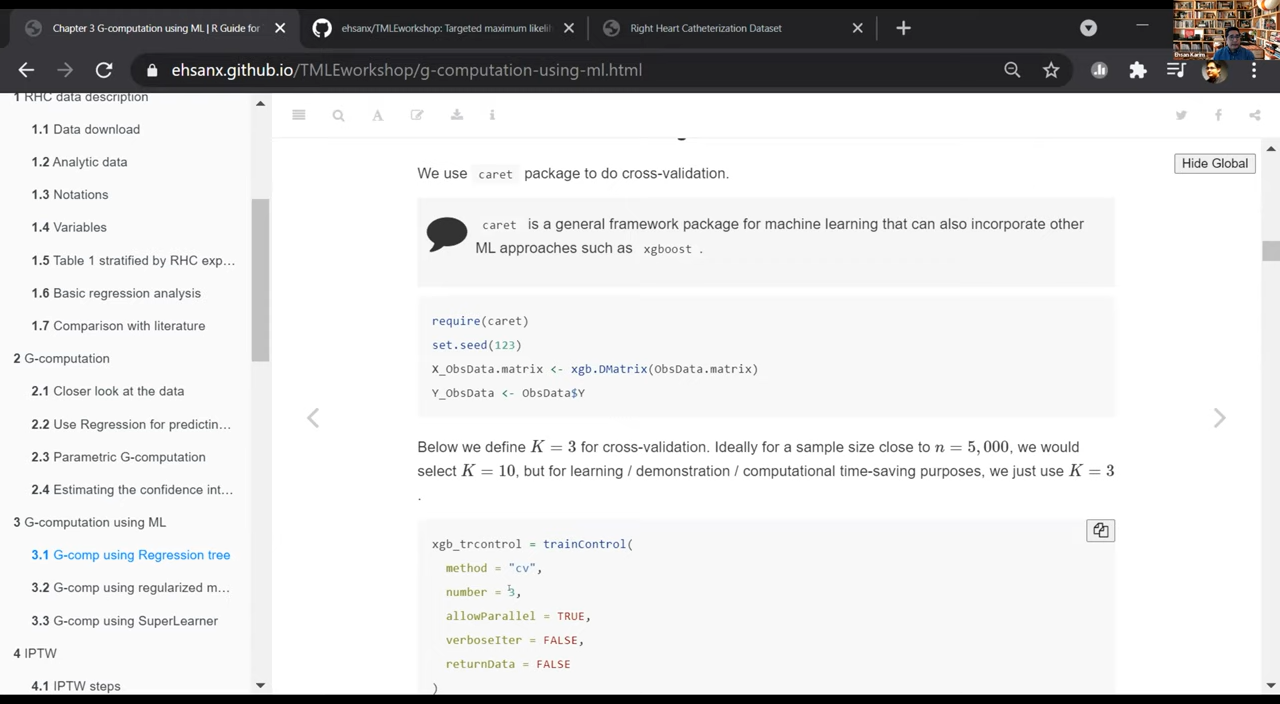 Chapter 3 G-computation using ML | R Guide for
ehsanx/TMLEworkshop: Targeted maximum likeli
Right Heart Catheterization Dataset
Ehsan Karim
ehsanx.github.io/TMLEworkshop/g-computation-using-ml.html
1 RHC data description
1.1 Data download
1.2 Analytic data
1.3 Notations
1.4 Variables
1.5 Table 1 stratified by RHC exp…
1.6 Basic regression analysis
1.7 Comparison with literature
2 G-computation
2.1 Closer look at the data
2.2 Use Regression for predictin…
2.3 Parametric G-computation
2.4 Estimating the confidence int…
3 G-computation using ML
3.1 G-comp using Regression tree
3.2 G-comp using regularized m…
3.3 G-comp using SuperLearner
4 IPTW
4.1 IPTW steps
Hide Global
We use caret package to do cross-validation.
caret is a general framework package for machine learning that can also incorporate other
ML approaches such as xgboost .
require(caret)
set.seed(123)
X_ObsData.matrix <- xgb.DMatrix(ObsData.matrix)
Y_ObsData <- ObsData$Y
Below we define K = 3 for cross-validation. Ideally for a sample size close to n = 5,000, we would
select K = 10, but for learning / demonstration / computational time-saving purposes, we just use K = 3
.
xgb_trcontrol = trainControl(
method = "cv",
number = 3,
allowParallel = TRUE,
verboseIter = FALSE,
returnData = FALSE
)